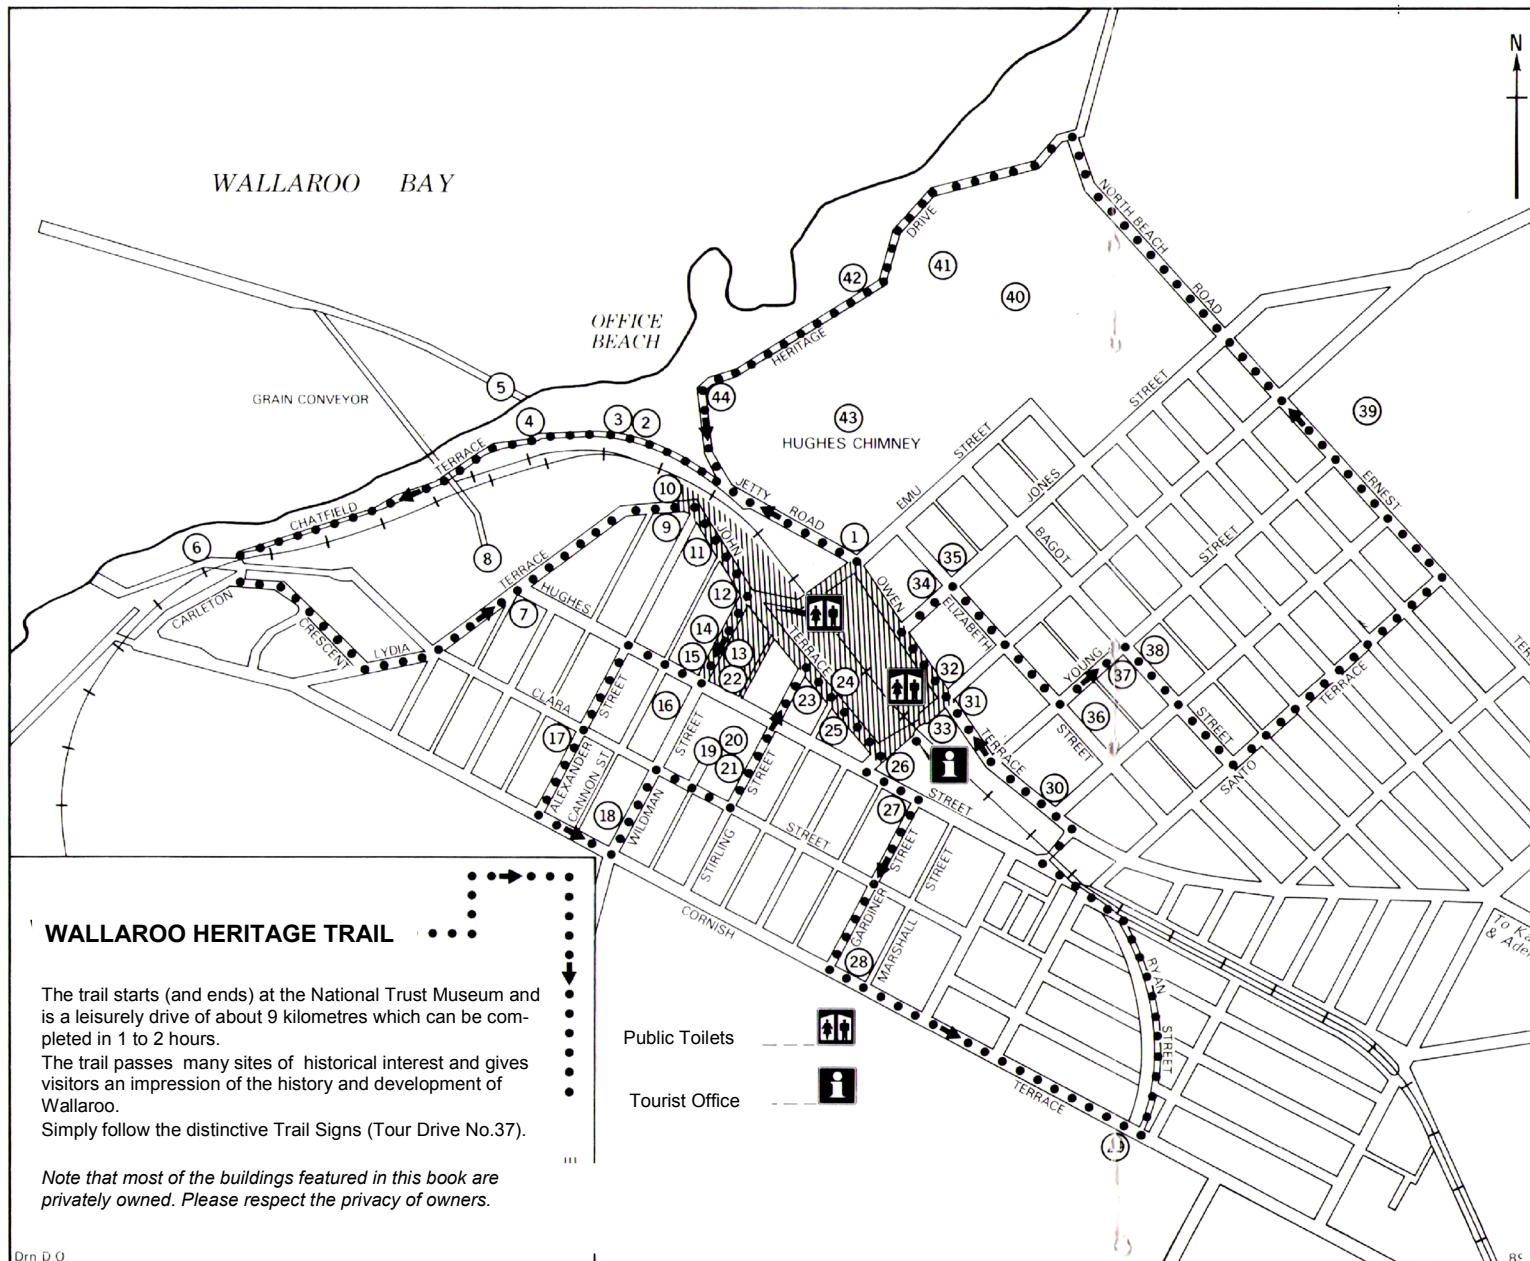 N
WALLAROO BAY
OFFICE
BEACH
GRAIN CONVEYOR
HERITAGE
DRIVE
NORTH BEACH
ROAD
ERNEST
TERRACE
SANTO
CHATFIELD
TERRACE
JETTY
ROAD
HUGHES CHIMNEY
EMU
STREET
JONES
STREET
BAGOT
STREET
OWEN
TERRACE
ELIZABETH
STREET
YOUNG
STREET
JOHN
TERRACE
LYDIA
TERRACE
CARLETON
CRESCENT
HUGHES
STREET
CLARA
STREET
ALEXANDER
STREET
CANNON ST.
WILDMAN
STREET
STIRLING
STREET
GARDINER
STREET
MARSHALL
STREET
CORNISH
TERRACE
RYAN
STREET
1
2
3
4
5
6
7
8
9
10
11
12
13
14
15
16
17
18
19
20
21
22
23
24
25
26
27
28
30
31
32
33
34
35
36
37
38
39
40
41
42
43
44
i
WALLAROO HERITAGE TRAIL
The trail starts (and ends) at the National Trust Museum and
is a leisurely drive of about 9 kilometres which can be com-
pleted in 1 to 2 hours.
The trail passes many sites of historical interest and gives
visitors an impression of the history and development of
Wallaroo.
Simply follow the distinctive Trail Signs (Tour Drive No.37).
Note that most of the buildings featured in this book are
privately owned. Please respect the privacy of owners.
Public Toilets
Tourist Office
i
To
&
Drn D.O